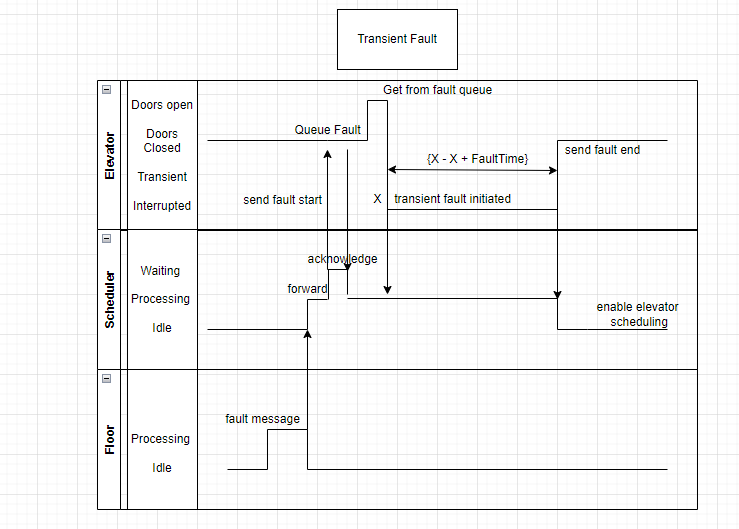 Transient Fault
Get from fault queue
Elevator
Doors open
Doors
Closed
Transient
Interrupted
Queue Fault
send fault end
{X - X + FaultTime}
send fault start
X
transient fault initiated
Scheduler
Waiting
Processing
Idle
acknowledge
forward
enable elevator
scheduling
Floor
fault message
Processing
Idle